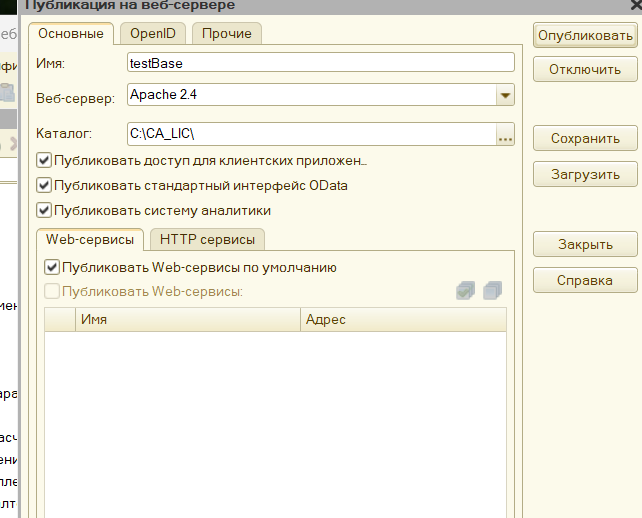 Публикация на веб-сервере
Основные OpenID Прочие
Опубликовать
Имя: testBase
Отключить
Веб-сервер: Apache 2.4
Каталог: C:\CA_LIC\ ...
Сохранить
Публиковать доступ для клиентских приложен..
Загрузить
Публиковать стандартный интерфейс OData
Публиковать систему аналитики
Web-сервисы HTTP сервисы
Закрыть
Публиковать Web-сервисы по умолчанию
Справка
Публиковать Web-сервисы:
Имя Адрес